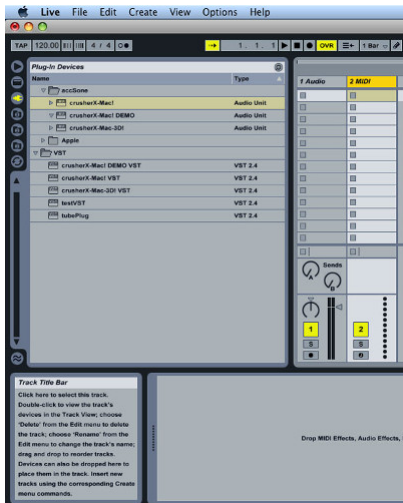 Live File Edit Create View Options Help
TAP 120.00 4 / 4 1 . 1 . 1 OVR 1 Bar
Plug-In Devices
Name Type
accSone
crusherX-Mac! Audio Unit
crusherX-Mac! DEMO Audio Unit
crusherX-Mac-3D! Audio Unit
Apple
VST
crusherX-Mac! DEMO VST VST 2.4
crusherX-Mac! VST VST 2.4
crusherX-Mac-3D! VST VST 2.4
testVST VST 2.4
tubePlug VST 2.4
1 Audio 2 MIDI
Sends
A B
1 2
S S
Track Title Bar
Click here to select this track.
Double-click to view the track's
devices in the Track View; choose
'Delete' from the Edit menu to delete
the track; choose 'Rename' from the
Edit menu to change the track's name;
drag and drop to reorder tracks.
Devices can also be dropped here to
place them in the track. Insert new
tracks using the corresponding Create
menu commands.
Drop MIDI Effects, Audio Effects,